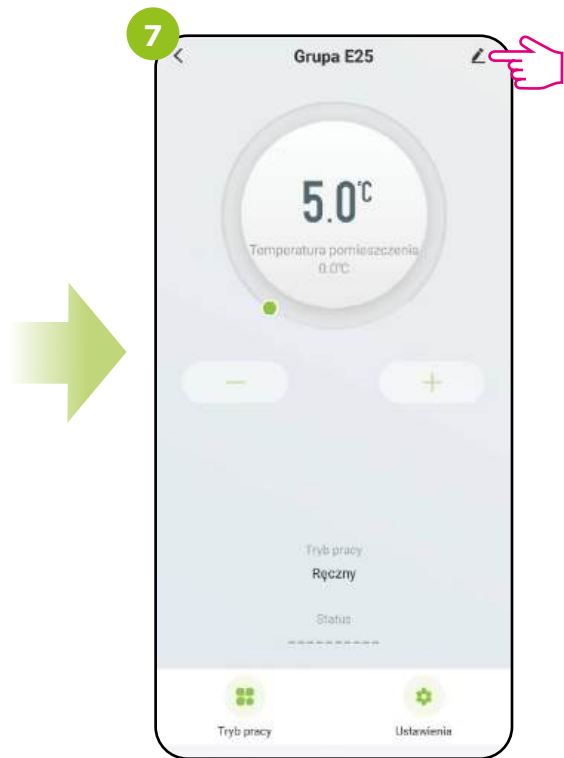 7
Grupa E25
5.0°C
Temperatura pomieszczenia
0.0°C
Tryb pracy
Ręczny
Status
----------
Tryb pracy
Ustawienia